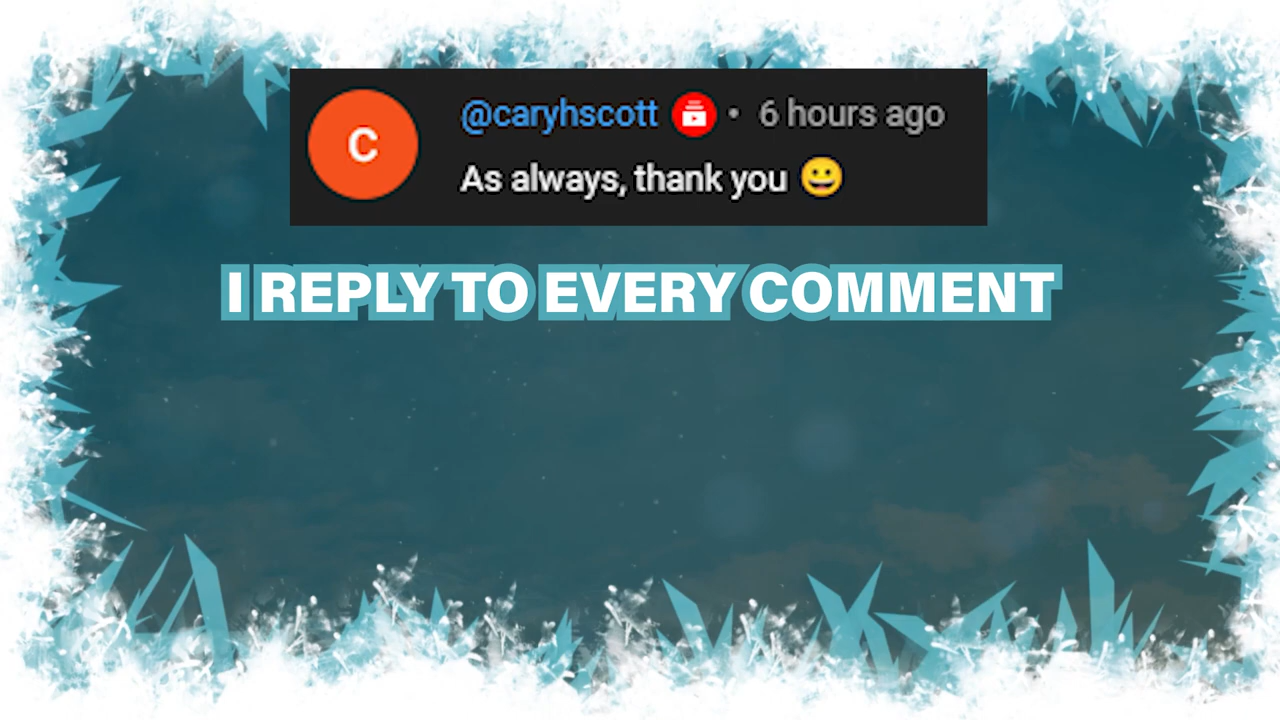 C
@caryhscott • 6 hours ago
As always, thank you 😀
I REPLY TO EVERY COMMENT